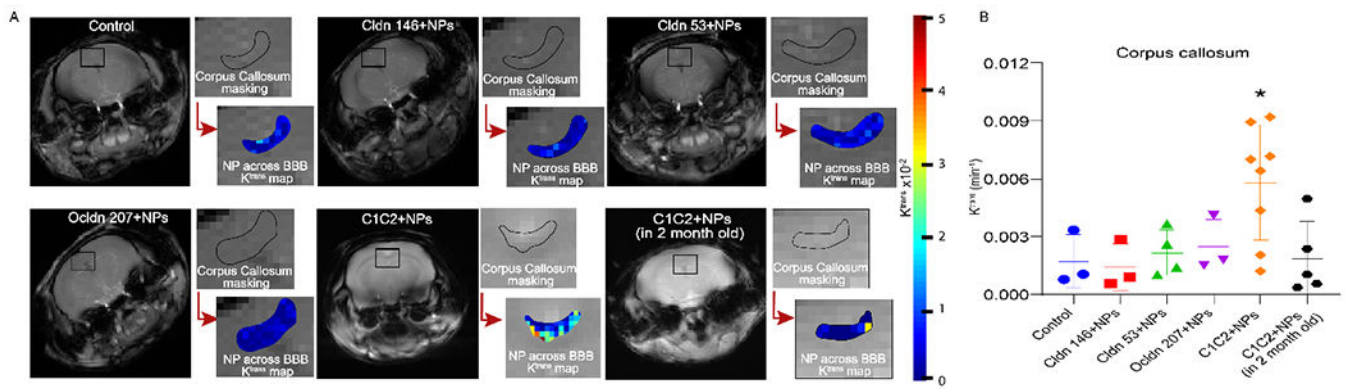 A
Control
Corpus Callosum
masking
NP across BBB
Ktrans map
Cldn 146+NPs
Corpus Callosum
masking
NP across BBB
Ktrans map
Cldn 53+NPs
Corpus Callosum
masking
NP across BBB
Ktrans map
Ocldn 207+NPs
Corpus Callosum
masking
NP across BBB
Ktrans map
C1C2+NPs
Corpus Callosum
masking
NP across BBB
Ktrans map
C1C2+NPs
(in 2 month old)
Corpus Callosum
masking
NP across BBB
Ktrans map
5
4
3
2
1
0
Ktrans x10-2
B
Corpus callosum
*
Ktrans (min-1)
0.012
0.009
0.006
0.003
0.000
Control
Cldn 146+NPs
Cldn 53+NPs
Ocldn 207+NPs
C1C2+NPs
C1C2+NPs
(in 2 month old)